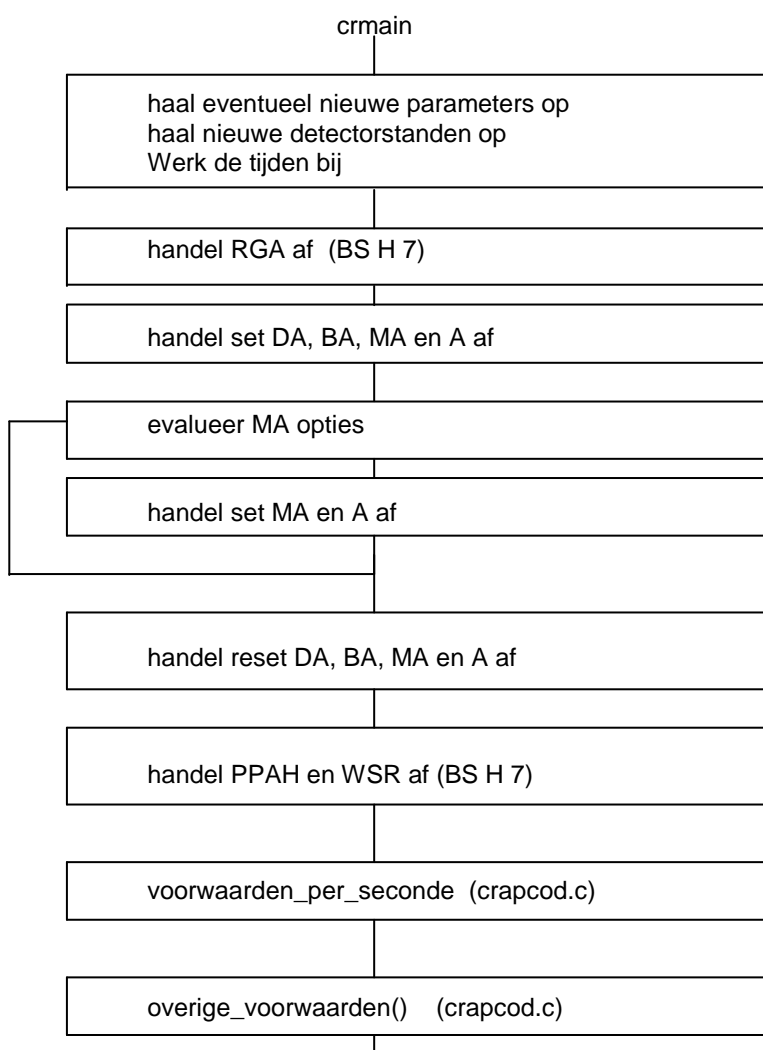 crmain
haal eventueel nieuwe parameters op
haal nieuwe detectorstanden op
Werk de tijden bij
handel RGA af (BS H 7)
handel set DA, BA, MA en A af
evalueer MA opties
handel set MA en A af
handel reset DA, BA, MA en A af
handel PPAH en WSR af (BS H 7)
voorwaarden_per_seconde (crapcod.c)
overige_voorwaarden() (crapcod.c)